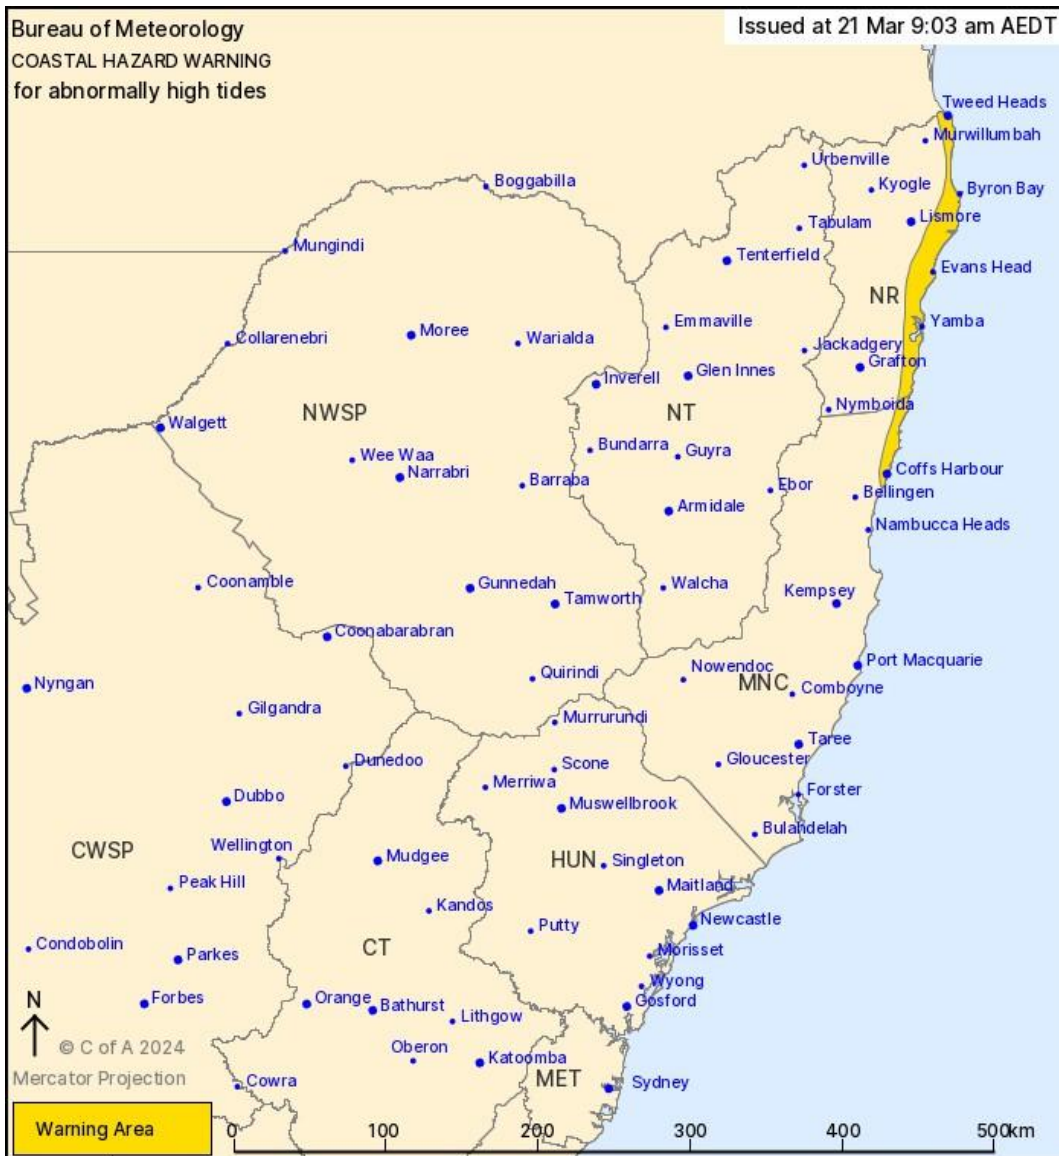 Bureau of Meteorology
Issued at 21 Mar 9:03 am AEDT
COASTAL HAZARD WARNING
for abnormally high tides
Tweed Heads
Murwillumbah
Urbenville
Boggabilla
Kyogle
Byron Bay
Lismore
Tabulam
Mungindi
Tenterfield
Evans Head
NR
Emmaville
Yamba
Moree
Collarenebri
Warialda
Jackadgery
Grafton
Glen Innes
Inverell
NWSP
NT
Nymboida
Walgett
Bundarra
Guyra
Wee Waa
Narrabri
Coffs Harbour
Barraba
Ebor
Bellingen
Armidale
Nambucca Heads
Coonamble
Gunnedah
Walcha
Kempsey
Tamworth
Coonabarabran
Port Macquarie
Nowendoc
Quirindi
MNC
Nyngan
Comboyne
Gilgandra
Murrurundi
Taree
Dunedoo
Scone
Gloucester
Merriwa
Forster
Dubbo
Muswellbrook
Bulahdelah
Wellington
CWSP
Mudgee
HUN
Singleton
Peak Hill
Maitland
Kandos
Newcastle
Putty
Condobolin
CT
Parkes
Morisset
Wyong
Forbes
Orange
Gosford
N
Bathurst
Lithgow
© C of A 2024
Oberon
Katoomba
Mercator Projection
MET
Cowra
Sydney
Warning Area
0 100 200 300 400 500km